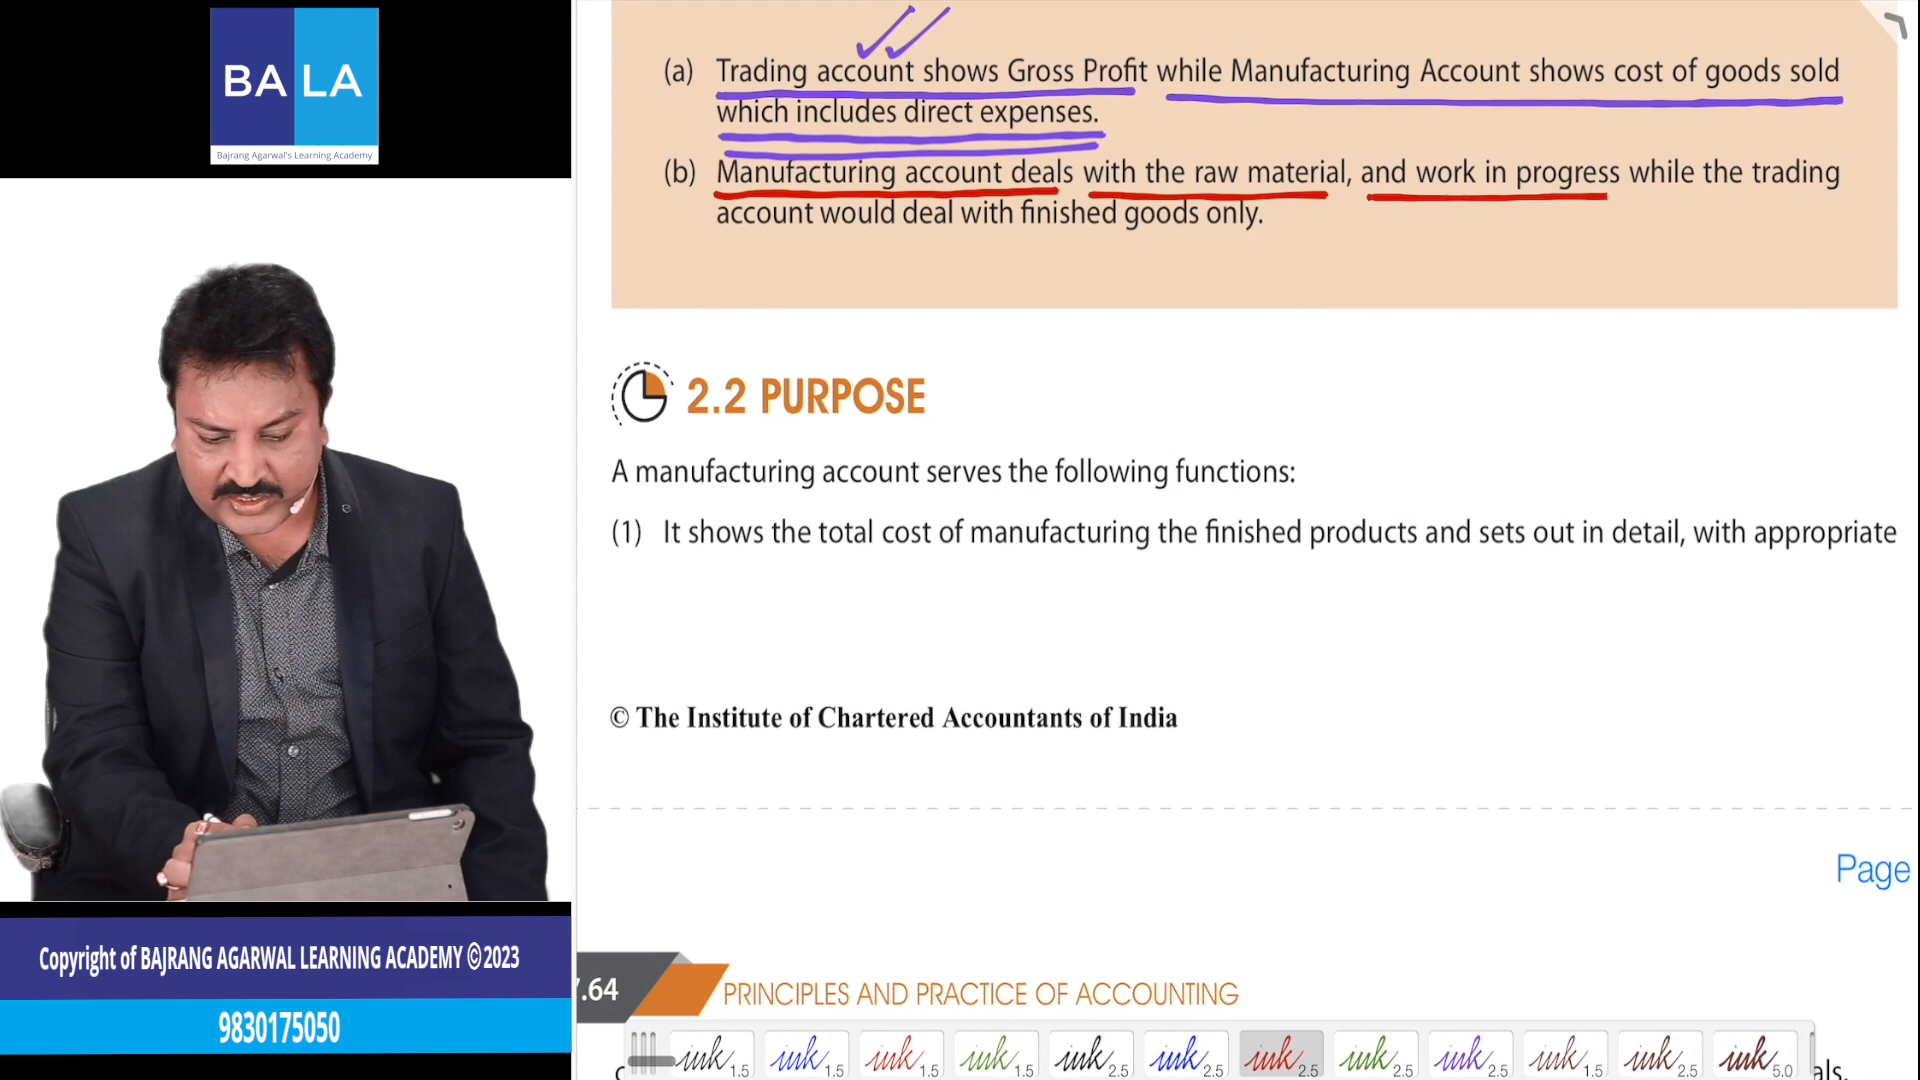 BA LA
Bajrang Agarwal's Learning Academy
(a) Trading account shows Gross Profit while Manufacturing Account shows cost of goods sold
which includes direct expenses.
(b) Manufacturing account deals with the raw material, and work in progress while the trading
account would deal with finished goods only.
2.2 PURPOSE
A manufacturing account serves the following functions:
(1) It shows the total cost of manufacturing the finished products and sets out in detail, with appropriate
© The Institute of Chartered Accountants of India
Page
.64 PRINCIPLES AND PRACTICE OF ACCOUNTING
ink 1.5 ink 1.5 ink 1.5 ink 1.5 ink 2.5 ink 2.5 ink 2.5 ink 2.5 ink 2.5 ink 1.5 ink 2.5 ink 5.0
als.
Copyright of BAJRANG AGARWAL LEARNING ACADEMY © 2023
9830175050